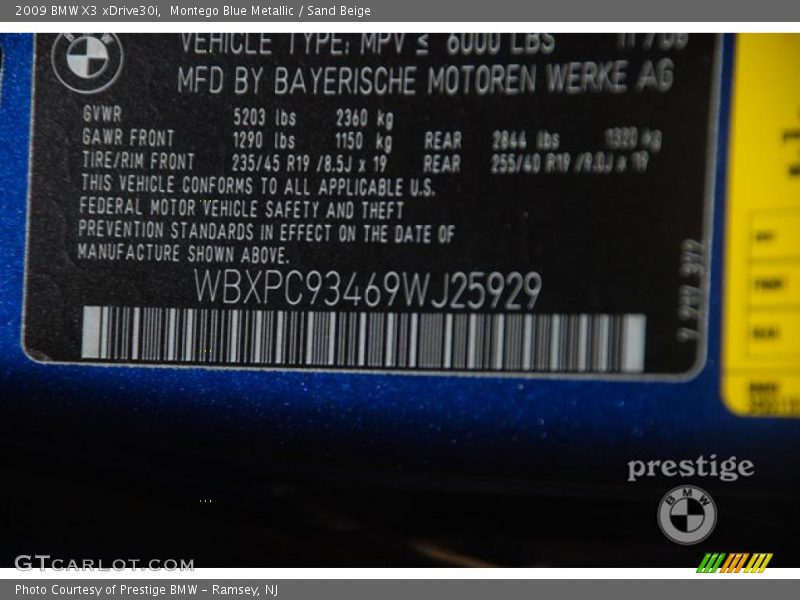 2009 BMW X3 xDrive30i,  Montego Blue Metallic / Sand Beige
BMW
VEHICLE TYPE: MPV ≤ 6000 LBS 11/08
MFD BY BAYERISCHE MOTOREN WERKE AG
GVWR 5203 lbs 2360 kg
GAWR FRONT 1290 lbs 1150 kg REAR 2844 lbs 1320 kg
TIRE/RIM FRONT 235/45 R19 /8.5J x 19 REAR 255/40 R19 /9.0J x 19
THIS VEHICLE CONFORMS TO ALL APPLICABLE U.S.
FEDERAL MOTOR VEHICLE SAFETY AND THEFT
PREVENTION STANDARDS IN EFFECT ON THE DATE OF
MANUFACTURE SHOWN ABOVE.
WBXPC93469WJ25929
prestige
BMW
GTCARLOT.COM
Photo Courtesy of Prestige BMW – Ramsey, NJ